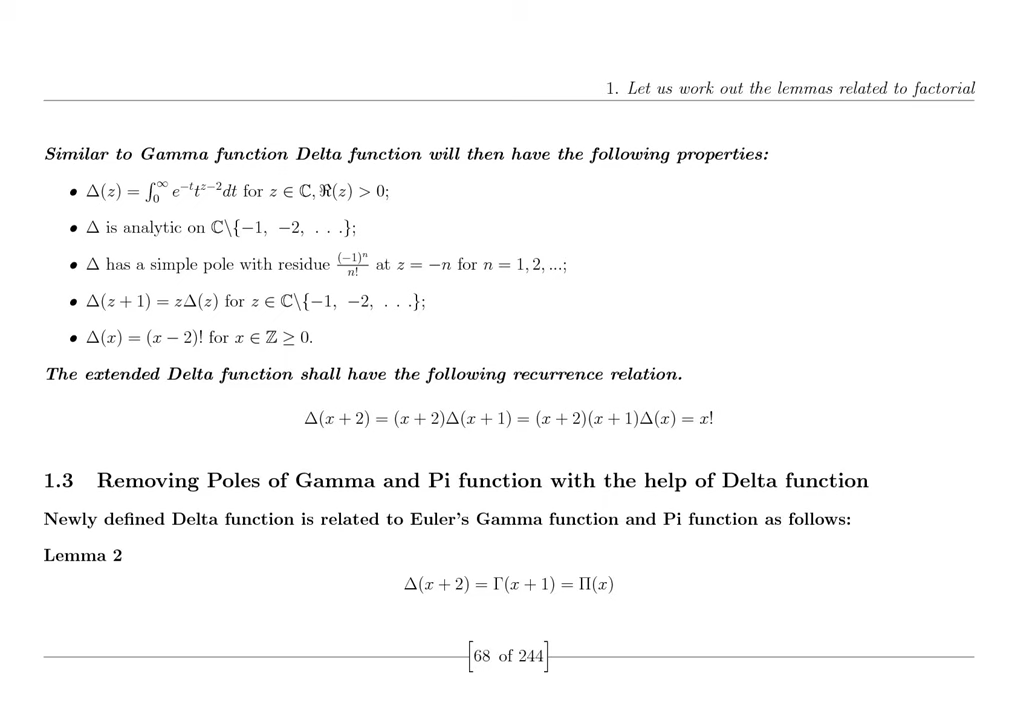 1. Let us work out the lemmas related to factorial
Similar to Gamma function Delta function will then have the following properties:
• Δ(z) = ∫₀^∞ e^{−t}t^{z−2}dt for z ∈ ℂ, ℜ(z) > 0;
• Δ is analytic on ℂ\{−1, −2, . . .};
• Δ has a simple pole with residue (−1)^n/n! at z = −n for n = 1, 2, ...;
• Δ(z + 1) = zΔ(z) for z ∈ ℂ\{−1, −2, . . .};
• Δ(x) = (x − 2)! for x ∈ ℤ ≥ 0.
The extended Delta function shall have the following recurrence relation.
Δ(x + 2) = (x + 2)Δ(x + 1) = (x + 2)(x + 1)Δ(x) = x!
1.3 Removing Poles of Gamma and Pi function with the help of Delta function
Newly defined Delta function is related to Euler's Gamma function and Pi function as follows:
Lemma 2
Δ(x + 2) = Γ(x + 1) = Π(x)
[68 of 244]